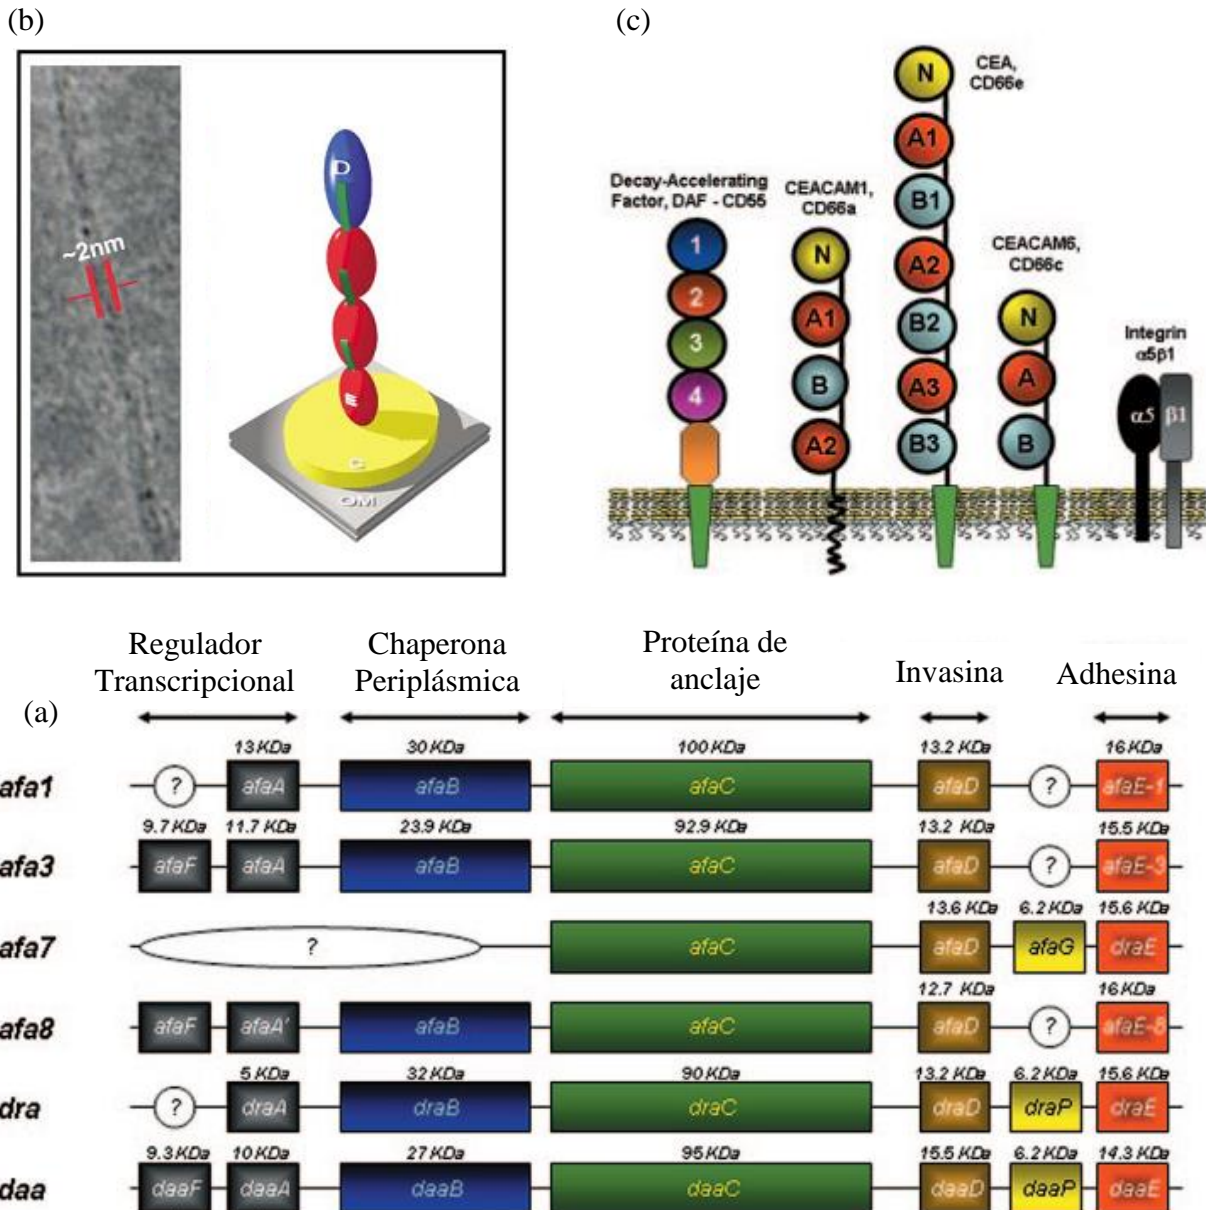 (b)
(c)
~2nm
D
E
C
OM
CEA,
CD66e
Decay-Accelerating
Factor, DAF - CD55
CEACAM1,
CD66a
CEACAM6,
CD66c
Integrin
α5β1
1
2
3
4
N
A1
B
A2
N
A1
B1
A2
B2
A3
B3
N
A
B
α5
β1
Regulador
Transcripcional
Chaperona
Periplásmica
Proteína de
anclaje
Invasina
Adhesina
(a)
13 KDa 30 KDa 100 KDa 13.2 KDa 16 KDa
afa1 ? afaA afaB afaC afaD ? afaE-1
9.7 KDa 11.7 KDa 23.9 KDa 92.9 KDa 13.2 KDa 15.5 KDa
afa3 afaF afaA afaB afaC afaD ? afaE-3
13.6 KDa 6.2 KDa 15.6 KDa
afa7 ? afaC afaD afaG draE
12.7 KDa 16 KDa
afa8 afaF afaA' afaB afaC afaD ? afaE-8
5 KDa 32 KDa 90 KDa 13.2 KDa 6.2 KDa 15.6 KDa
dra ? draA draB draC draD draP draE
9.3 KDa 10 KDa 27 KDa 95 KDa 15.5 KDa 6.2 KDa 14.3 KDa
daa daaF daaA daaB daaC daaD daaP daaE